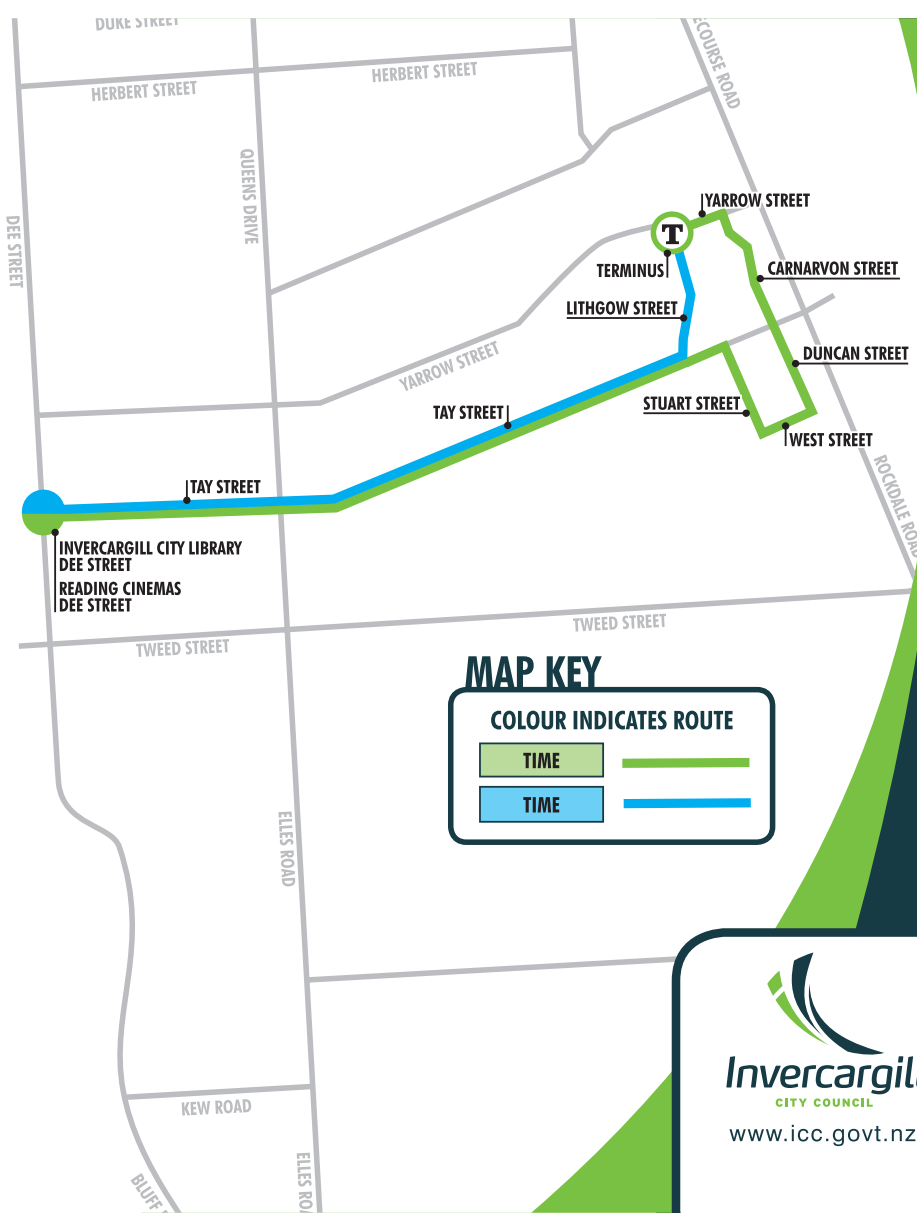 DUKE STREET
HERBERT STREET
HERBERT STREET
ECOURSE ROAD
QUEENS DRIVE
DEE STREET
YARROW STREET
T
TERMINUS
CARNARVON STREET
LITHGOW STREET
YARROW STREET
DUNCAN STREET
STUART STREET
TAY STREET
WEST STREET
TAY STREET
ROCKDALE ROAD
INVERCARGILL CITY LIBRARY
DEE STREET
READING CINEMAS
DEE STREET
TWEED STREET
TWEED STREET
MAP KEY
COLOUR INDICATES ROUTE
TIME
TIME
ELLES ROAD
KEW ROAD
ELLES ROA
BLUFF
Invercargill
CITY COUNCIL
www.icc.govt.nz